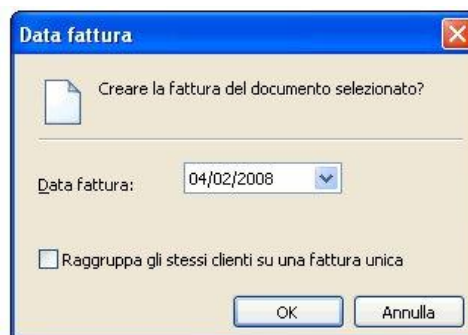 Data fattura
Creare la fattura del documento selezionato?
Data fattura: 04/02/2008
Raggruppa gli stessi clienti su una fattura unica
OK Annulla